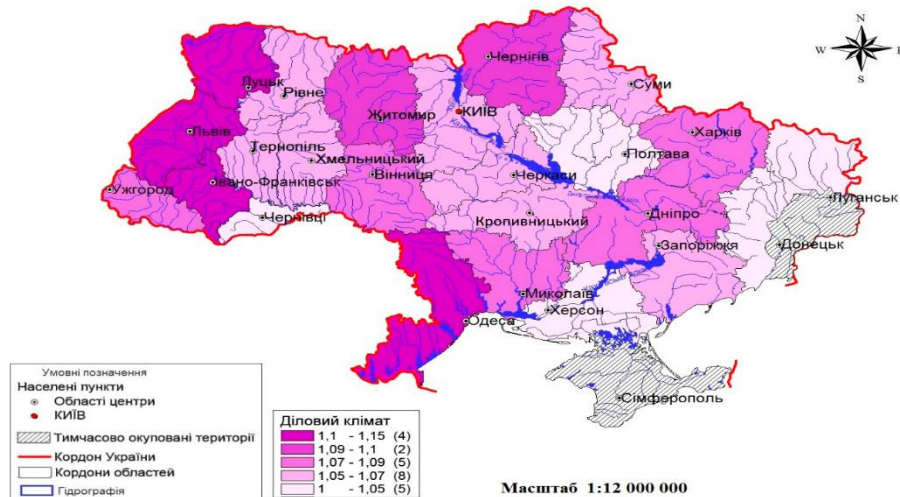 N
W
E
S
Чернігів
Луцьк
Рівне
Суми
Житомир
КИЇВ
Львів
Харків
Тернопіль
Хмельницький
Полтава
Вінниця
Черкаси
Ужгород
Івано-Франківськ
Луганськ
Чернівці
Кропивницький
Дніпро
Запоріжжя
Донецьк
Миколаїв
Херсон
Одеса
Сімферополь
Умовні позначення
Населені пункти
Області центри
КИЇВ
Тимчасово окуповані території
Кордон України
Кордони областей
Гідрографія
Діловий клімат
1,1 - 1,15 (4)
1,09 - 1,1 (2)
1,07 - 1,09 (5)
1,05 - 1,07 (8)
1 - 1,05 (5)
Масштаб 1:12 000 000